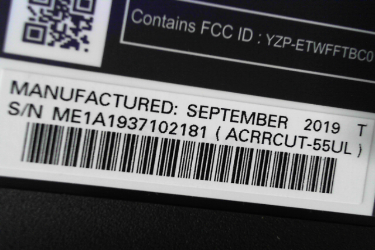 Contains FCC ID : YZP-ETWFFTBC0
MANUFACTURED: SEPTEMBER 2019 T
S/N ME1A1937102181 ( ACRRCUT-55UL )